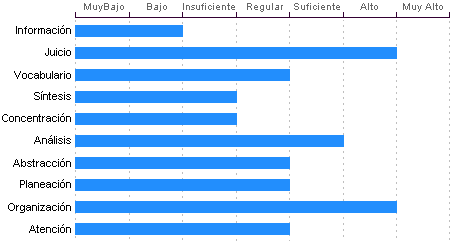 MuyBajo Bajo Insuficiente Regular Suficiente Alto Muy Alto
Información
Juicio
Vocabulario
Síntesis
Concentración
Análisis
Abstracción
Planeación
Organización
Atención